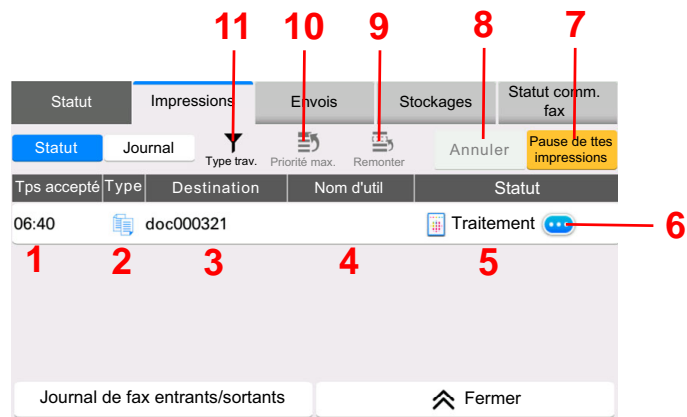 11 10 9 8 7
Statut Impressions Envois Stockages Statut comm. fax
Statut Journal Type trav. Priorité max. Remonter Annuler Pause de ttes impressions
Tps accepté Type Destination Nom d'util Statut
06:40 doc000321 Traitement 6
1 2 3 4 5
Journal de fax entrants/sortants Fermer